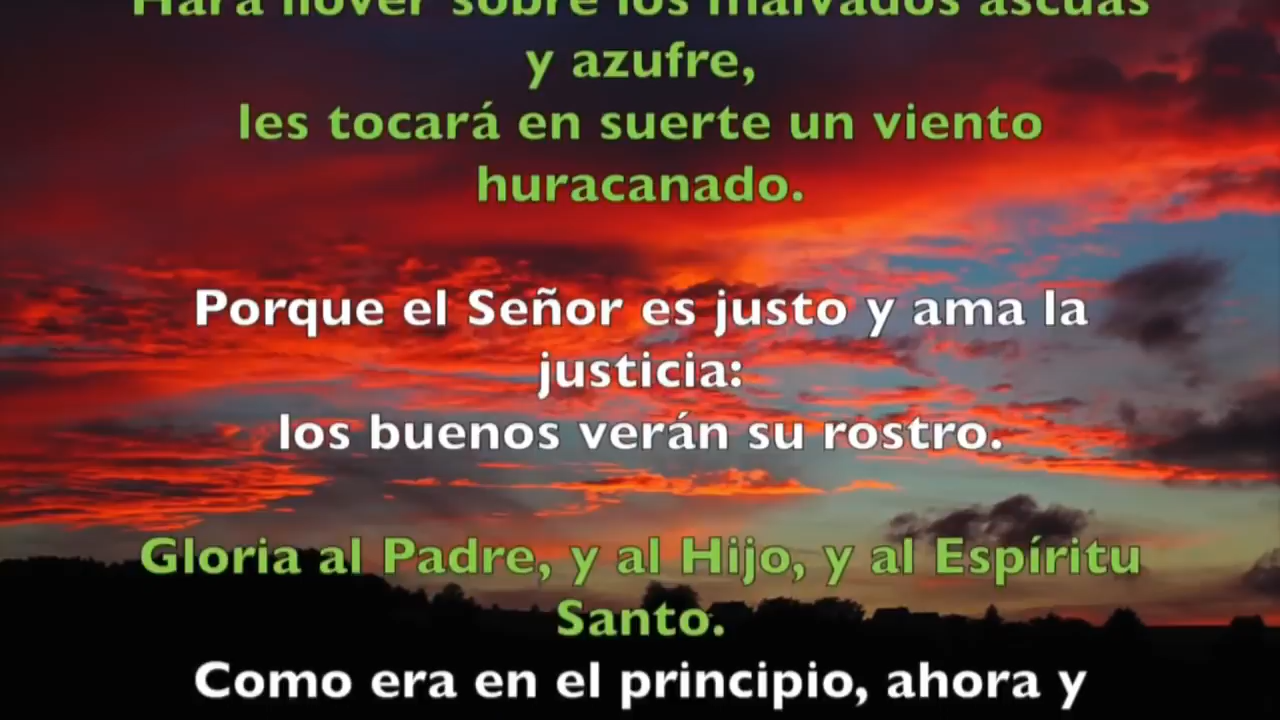 Hará llover sobre los malvados ascuas
y azufre,
les tocará en suerte un viento
huracanado.
Porque el Señor es justo y ama la
justicia:
los buenos verán su rostro.
Gloria al Padre, y al Hijo, y al Espíritu
Santo.
Como era en el principio, ahora y